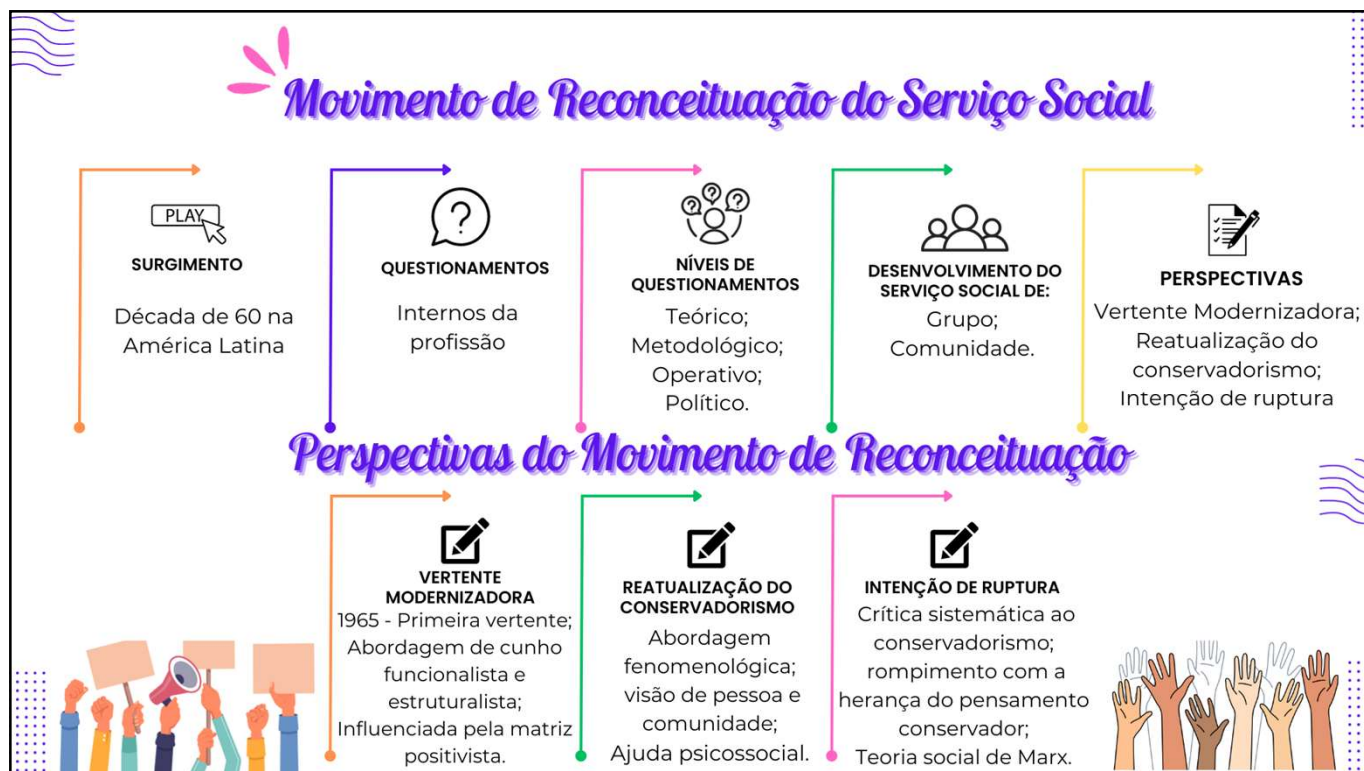 Movimento de Reconceituação do Serviço Social
PLAY
SURGIMENTO
Década de 60 na
América Latina
QUESTIONAMENTOS
Internos da
profissão
NÍVEIS DE
QUESTIONAMENTOS
Teórico;
Metodológico;
Operativo;
Político.
DESENVOLVIMENTO DO
SERVIÇO SOCIAL DE:
Grupo;
Comunidade.
PERSPECTIVAS
Vertente Modernizadora;
Reatualização do
conservadorismo;
Intenção de ruptura
Perspectivas do Movimento de Reconceituação
VERTENTE
MODERNIZADORA
1965 - Primeira vertente;
Abordagem de cunho
funcionalista e
estruturalista;
Influenciada pela matriz
positivista.
REATUALIZAÇÃO DO
CONSERVADORISMO
Abordagem
fenomenológica;
visão de pessoa e
comunidade;
Ajuda psicossocial.
INTENÇÃO DE RUPTURA
Crítica sistemática ao
conservadorismo;
rompimento com a
herança do pensamento
conservador;
Teoria social de Marx.